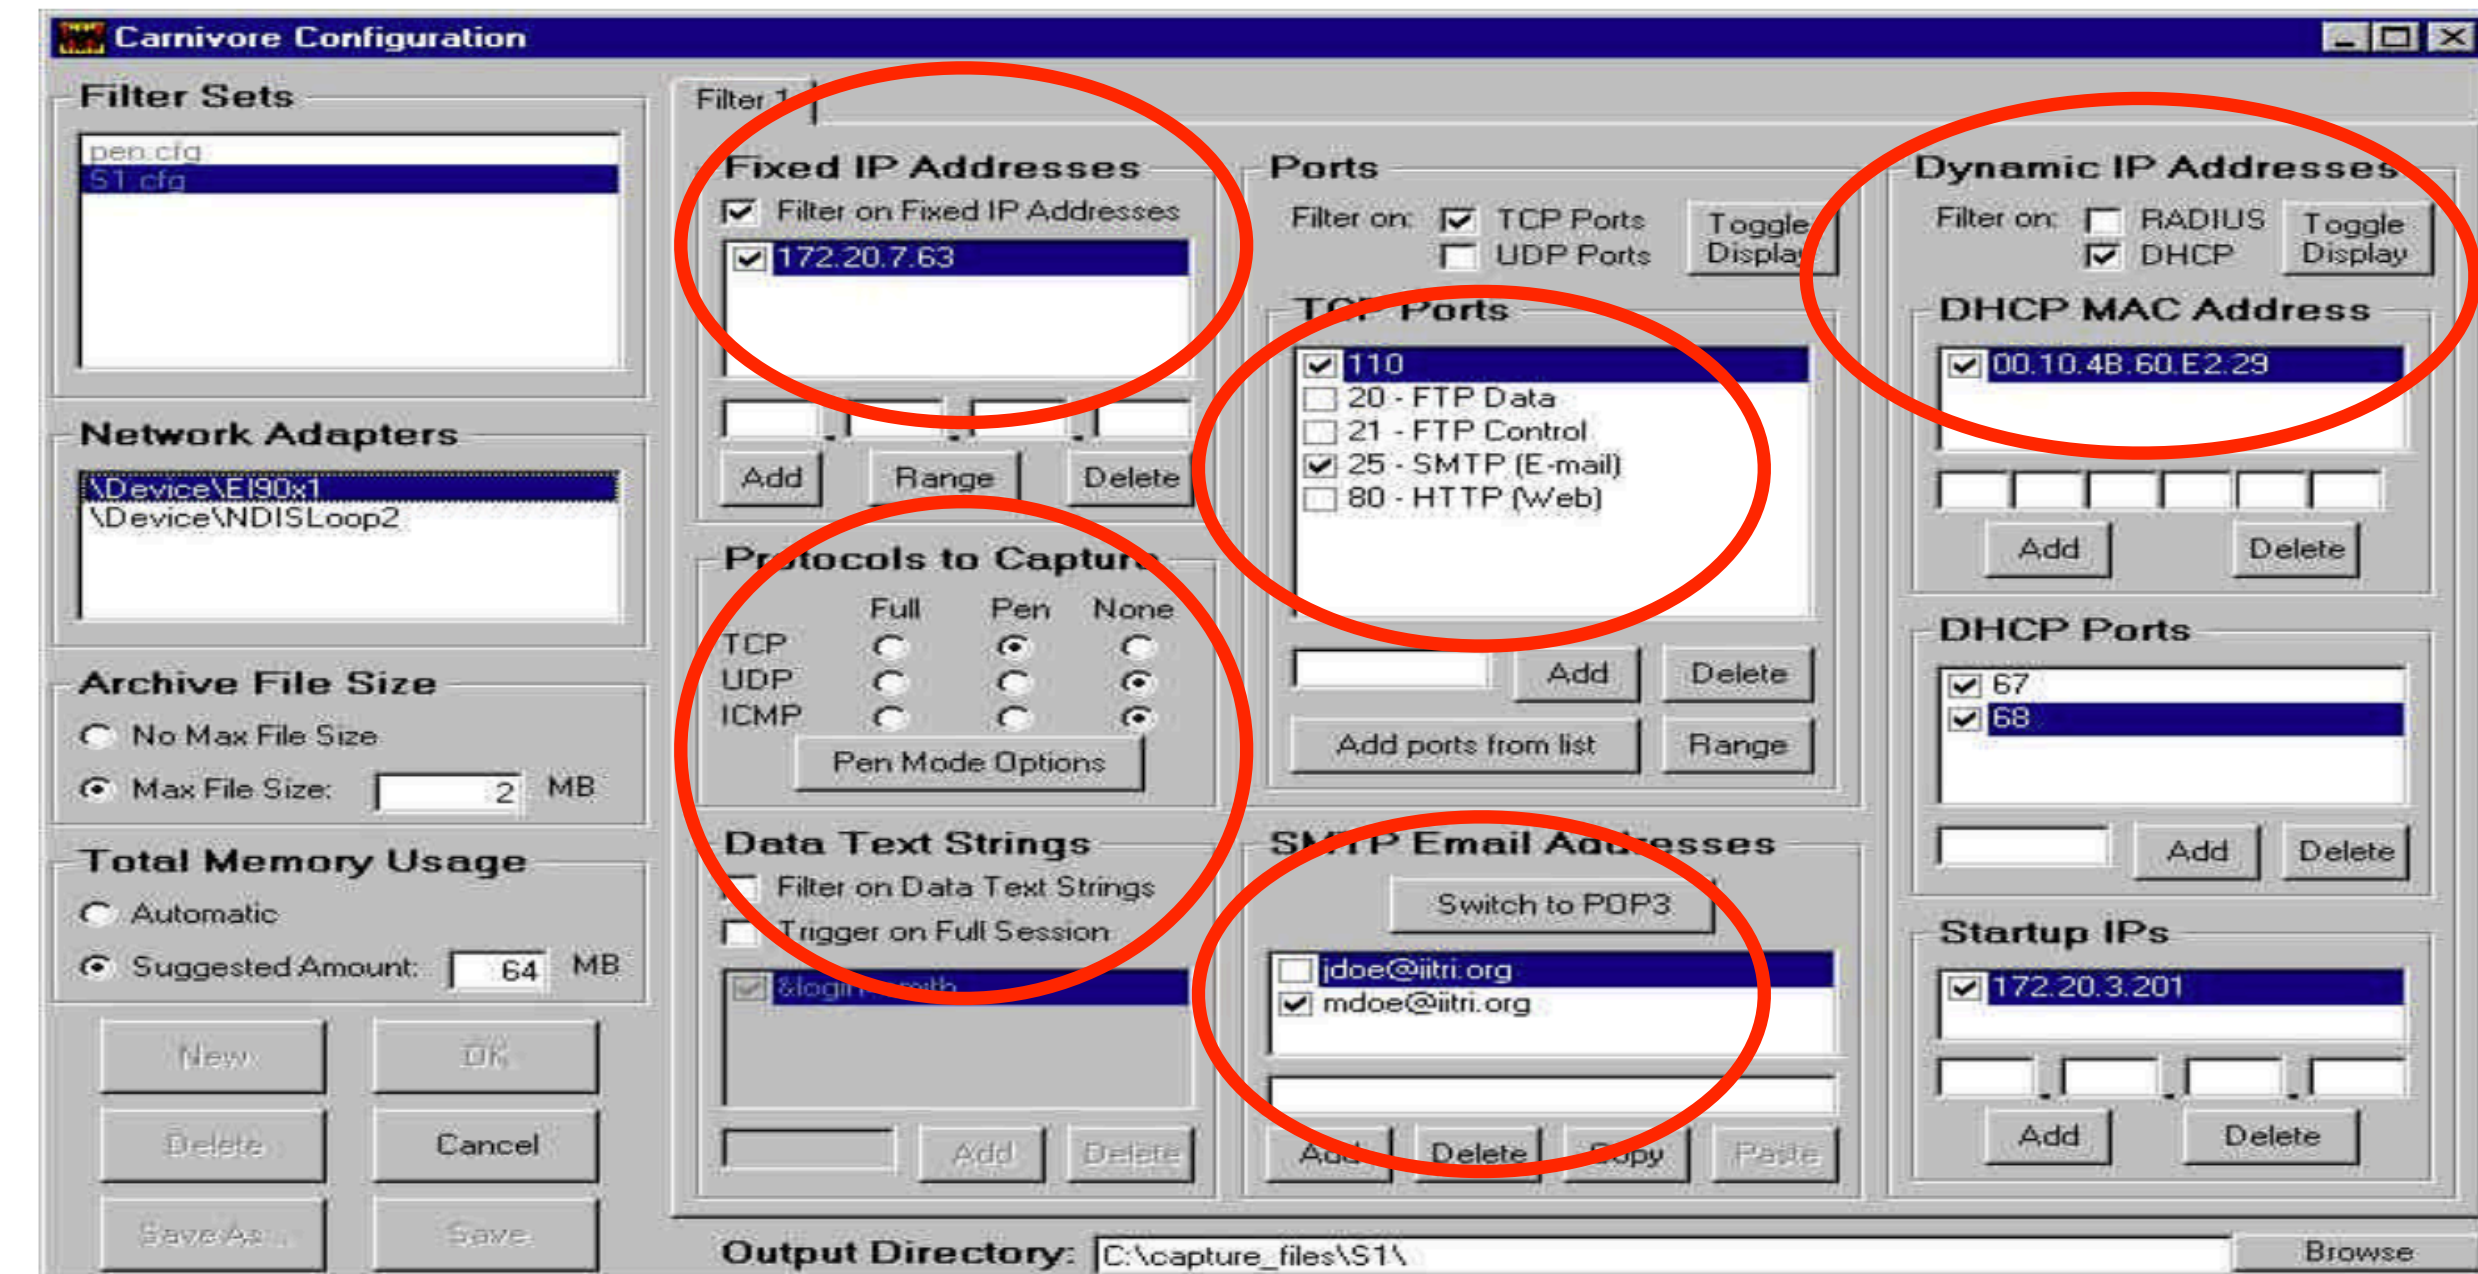 Carnivore Configuration
Filter Sets
pen.cfg
S1.cfg
Network Adapters
\Device\El90x1
\Device\NDISLoop2
Archive File Size
No Max File Size
Max File Size: 2 MB
Total Memory Usage
Automatic
Suggested Amount: 64 MB
New
OK
Delete
Cancel
Save As...
Save
Filter 1
Fixed IP Addresses
Filter on Fixed IP Addresses
172.20.7.63
. . .
Add Range Delete
Protocols to Capture
Full Pen None
TCP
UDP
ICMP
Pen Mode Options
Data Text Strings
Filter on Data Text Strings
Trigger on Full Session
Add Delete
Ports
Filter on: TCP Ports
UDP Ports
Toggle
Display
TCP Ports
110
20 - FTP Data
21 - FTP Control
25 - SMTP (E-mail)
80 - HTTP (Web)
Add Delete
Add ports from list Range
SMTP Email Addresses
Switch to POP3
jdoe@iitri.org
mdoe@iitri.org
Add Delete Copy Paste
Dynamic IP Addresses
Filter on: RADIUS
DHCP
Toggle
Display
DHCP MAC Address
00.10.4B.60.E2.29
Add Delete
DHCP Ports
67
68
Add Delete
Startup IPs
172.20.3.201
. . .
Add Delete
Output Directory: C:\capture_files\S1\ Browse